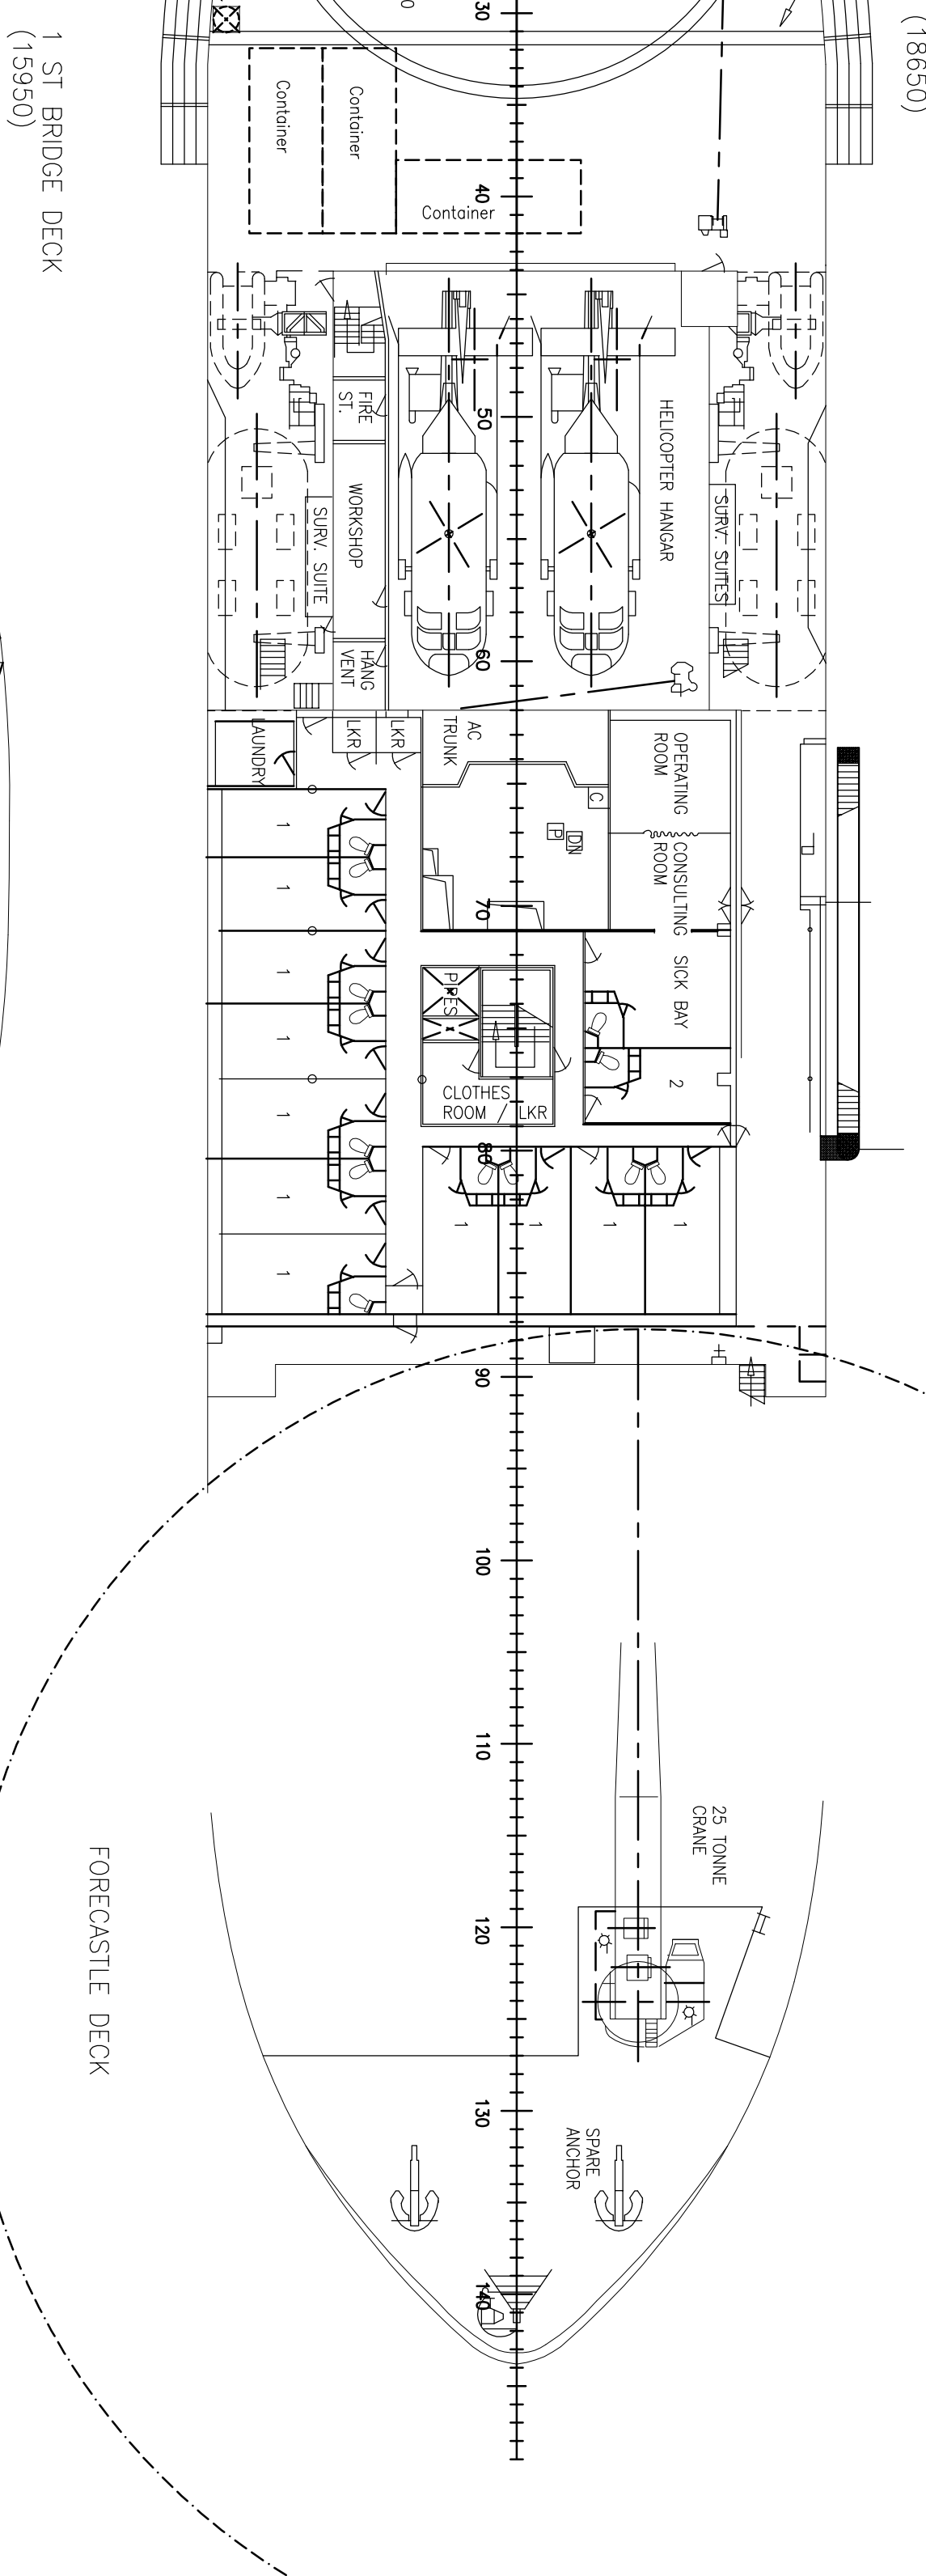 (18650)
30
0
Container
Container
Container
40
1 ST BRIDGE DECK
(15950)
FIRE
ST.
50
HELICOPTER HANGAR
WORKSHOP
SURV. SUITE
SURV. SUITES
60
HANG
VENT
LAUNDRY
LKR
LKR
AC
TRUNK
OPERATING
ROOM
C
DN
P
CONSULTING
ROOM
70
SICK BAY
PIPES
CLOTHES
ROOM / LKR
2
80
1
1
1
1
1
1
1
1
1
1
90
100
110
25 TONNE
CRANE
120
FORECASTLE DECK
130
SPARE
ANCHOR
140